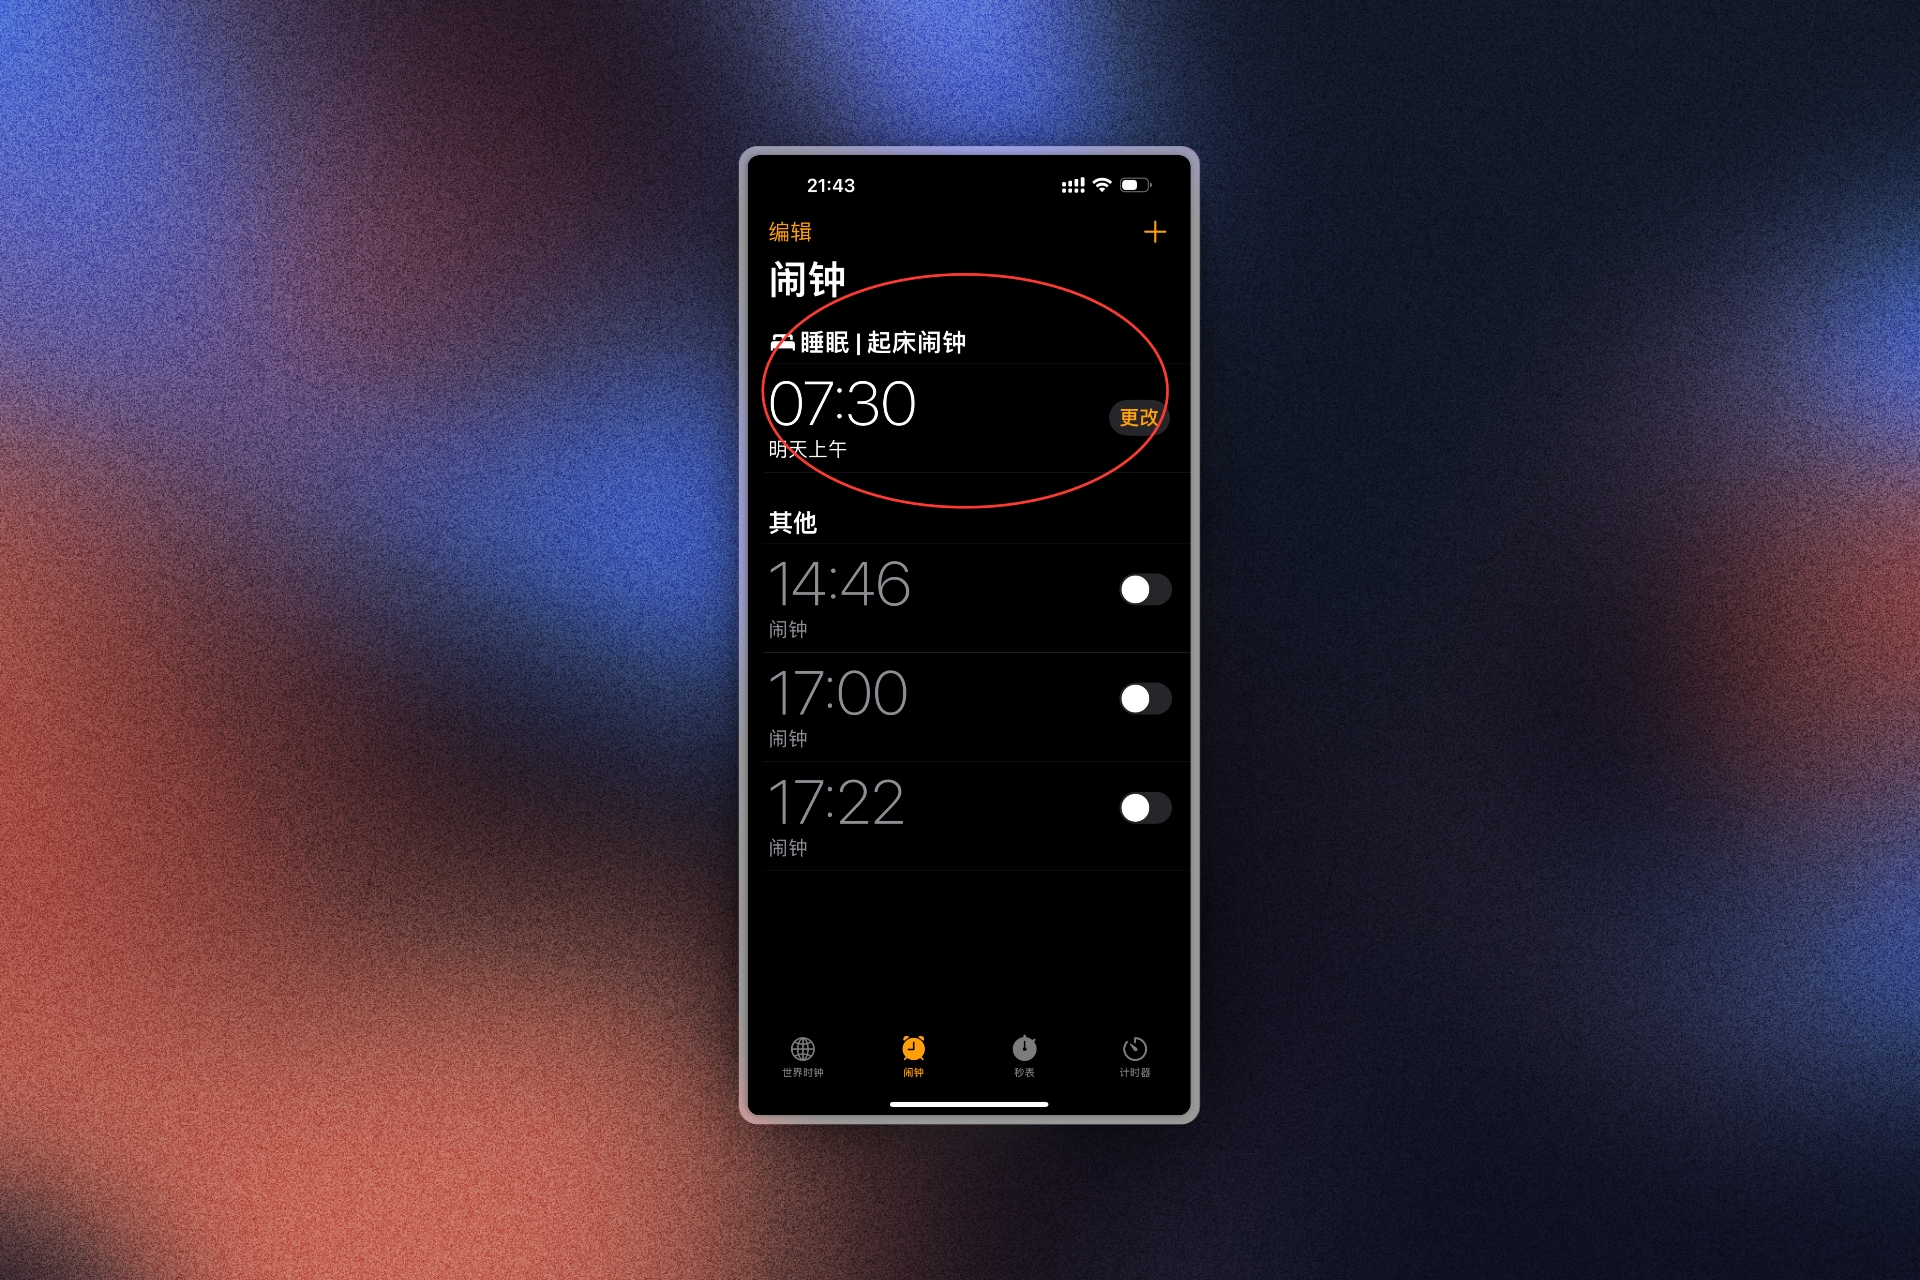 21:43
编辑
闹钟
睡眠 | 起床闹钟
07:30
更改
明天上午
其他
14:46
闹钟
17:00
闹钟
17:22
闹钟
世界时钟 闹钟 秒表 计时器